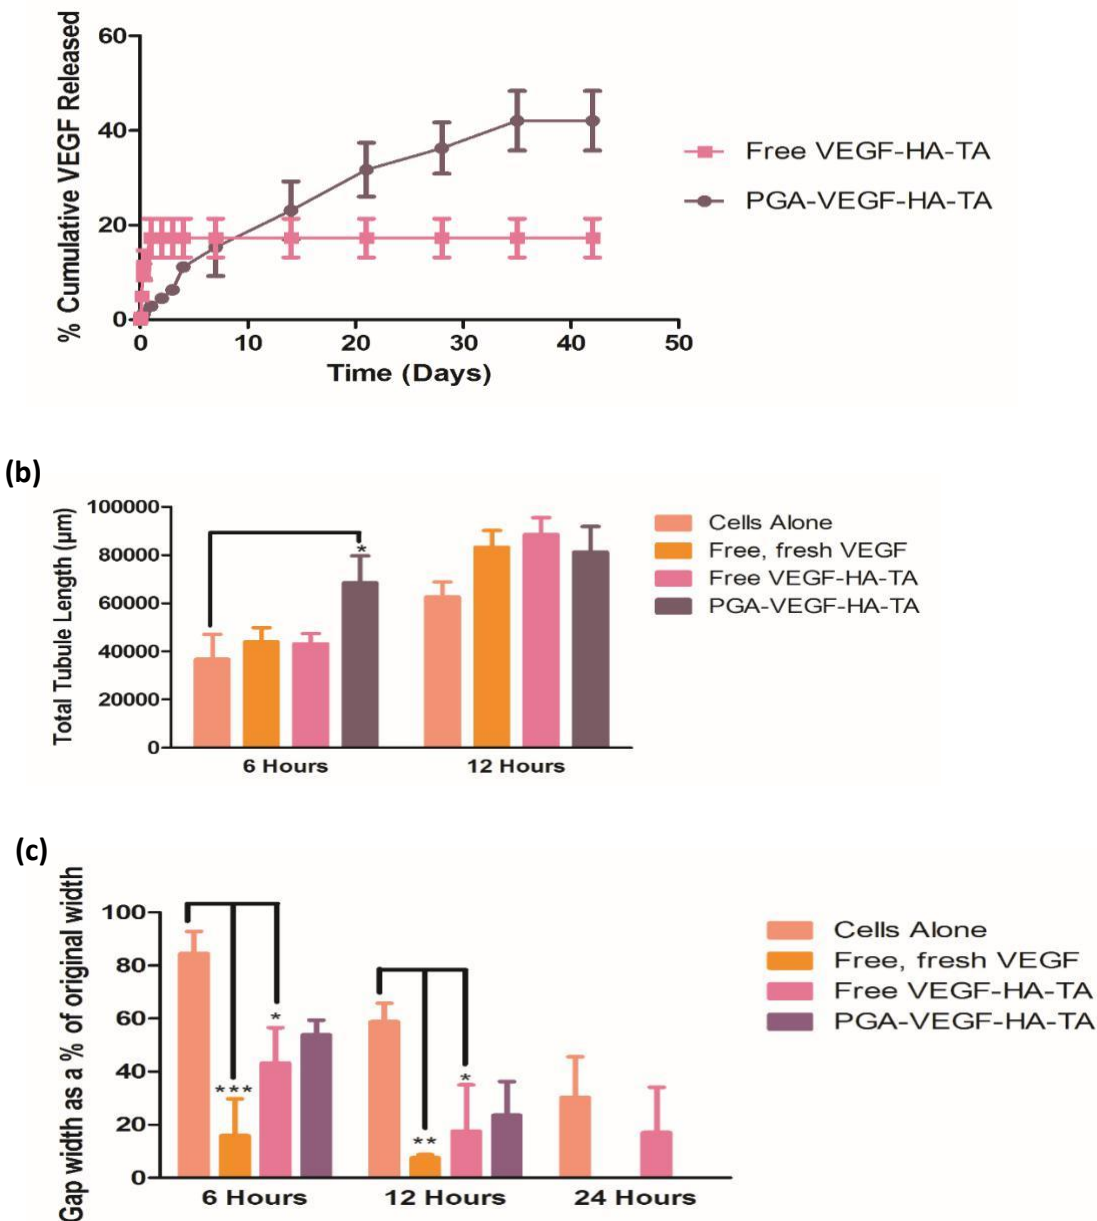 % Cumulative VEGF Released
60
40
20
0
0 10 20 30 40 50
Time (Days)
Free VEGF-HA-TA
PGA-VEGF-HA-TA
(b)
Total Tubule Length (µm)
100000
80000
60000
40000
20000
0
*
6 Hours 12 Hours
Cells Alone
Free, fresh VEGF
Free VEGF-HA-TA
PGA-VEGF-HA-TA
(c)
Gap width as a % of original width
100
80
60
40
20
0
*** * ** *
6 Hours 12 Hours 24 Hours
Cells Alone
Free, fresh VEGF
Free VEGF-HA-TA
PGA-VEGF-HA-TA